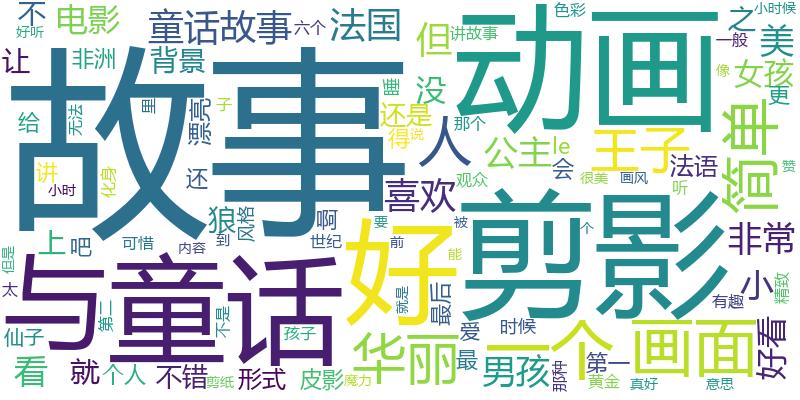 不
好听
电影
童话故事
六个
法国
但
讲故事
动画
色彩
小时候
之
一般
美
让
非洲
背景
没
像
女孩
更
故事
给
无法
里
漂亮
子
睡
还是
得
说
那个
人
公主
le
王子
简单
赞
讲
小时
化身
还
喜欢
观众
会
法语
很美
画风
听
狼
风格
啊
剪影
个
非常
上
吧
可惜
内容
到
世纪
要
前
被
能
好
但是
太
与童话
就是
最后
小
精致
有趣
第二
不是
仙子
孩子
华丽
爱
时候
一个
画面
好看
看
就
个人
不错
剪纸
形式
皮影
魔力
最
男孩
那种
第一
黄金
真好
意思